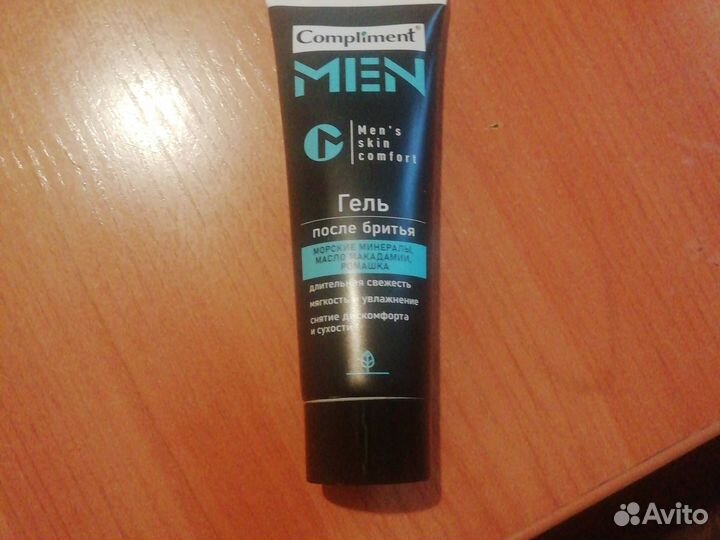 Compliment®
MEN
Men's
skin
comfort
Гель
после бритья
МОРСКИЕ МИНЕРАЛЫ,
МАСЛО МАКАДАМИИ,
РОМАШКА
длительная свежесть
мягкость и увлажнение
снятие дискомфорта
и сухости
Avito